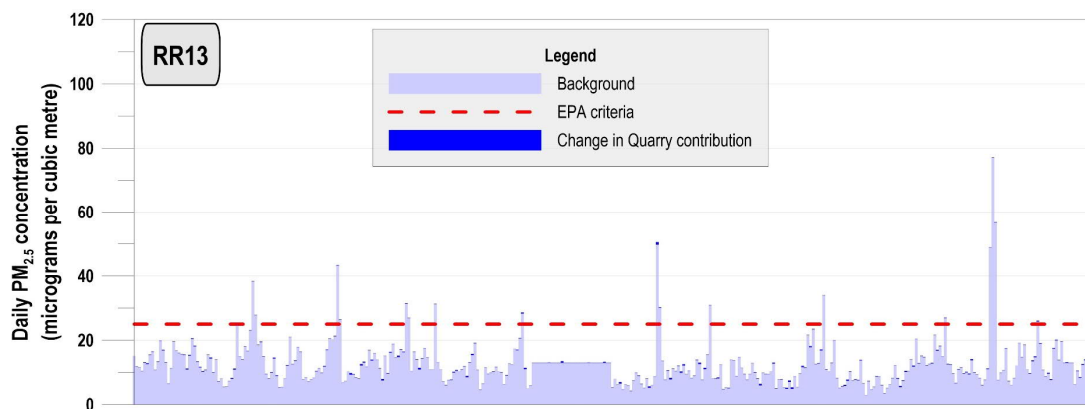 120
RR13
100
80
60
40
20
0
Daily PM2.5 concentration
(micrograms per cubic metre)
Legend
Background
EPA criteria
Change in Quarry contribution